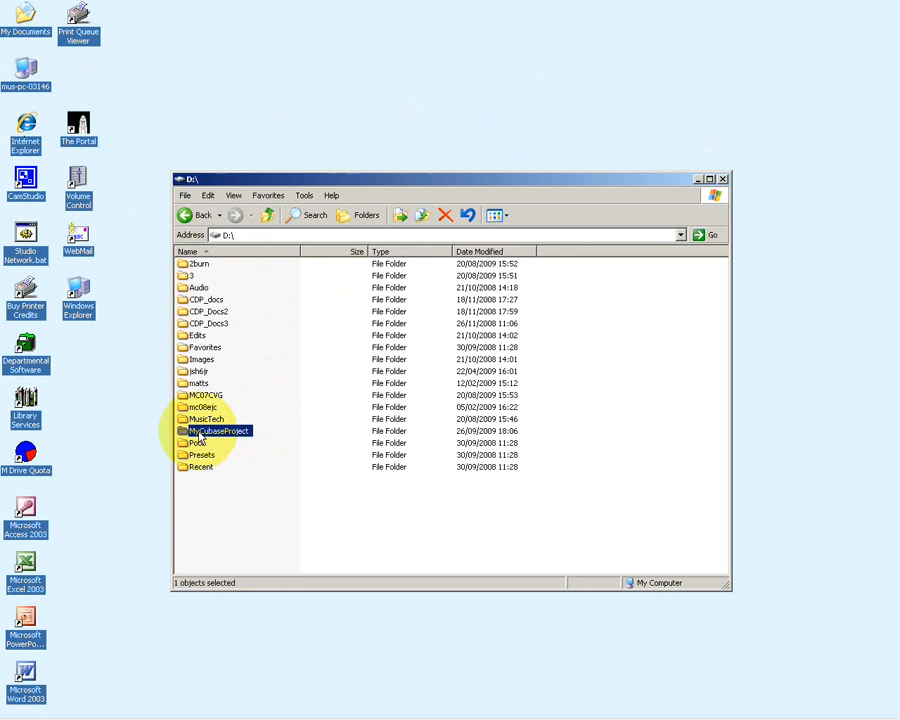 My Documents
Print Queue
Viewer
mus-pc-03146
Internet
Explorer
The Portal
CamStudio
Volume
Control
Studio
Network.bat
WebMail
Buy Printer
Credits
Windows
Explorer
Departmental
Software
Library
Services
M Drive Quota
Microsoft
Access 2003
Microsoft
Excel 2003
Microsoft
PowerPo...
Microsoft
Word 2003
D:\
File Edit View Favorites Tools Help
Back Search Folders
Address D:\ Go
Name Size Type Date Modified
2burn File Folder 20/08/2009 15:52
3 File Folder 20/08/2009 15:51
Audio File Folder 21/10/2008 14:18
CDP_docs File Folder 18/11/2008 17:27
CDP_Docs2 File Folder 18/11/2008 17:59
CDP_Docs3 File Folder 26/11/2008 11:06
Edits File Folder 21/10/2008 14:02
Favorites File Folder 30/09/2008 11:28
Images File Folder 21/10/2008 14:01
jsh6jr File Folder 22/04/2009 16:01
matts File Folder 12/02/2009 15:12
MC07CVG File Folder 20/08/2009 15:53
mc08ejc File Folder 05/02/2009 16:22
MusicTech File Folder 20/08/2009 15:46
MyCubaseProject File Folder 26/09/2009 18:06
File Folder 30/09/2008 11:28
Presets File Folder 30/09/2008 11:28
Recent File Folder 30/09/2008 11:28
1 objects selected My Computer